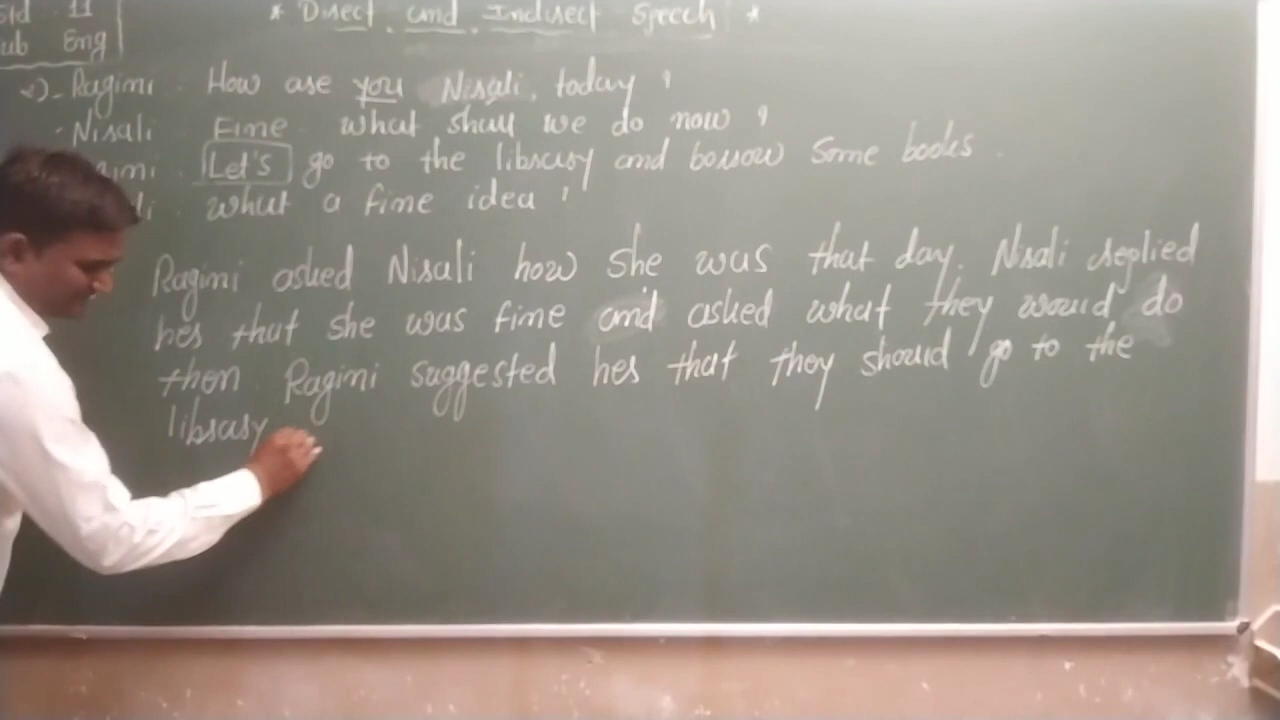 Std. 11 * Direct and Indirect Speech *
Sub Eng
2). Ragini. How are you Nisali, today?
Nisali Fine. what shall we do now?
gini. Let's go to the library and borrow some books.
li. what a fine idea!
Ragini asked Nisali how she was that day. Nisali replied
her that she was fine and asked what they would do
then. Ragini suggested her that they should go to the
library